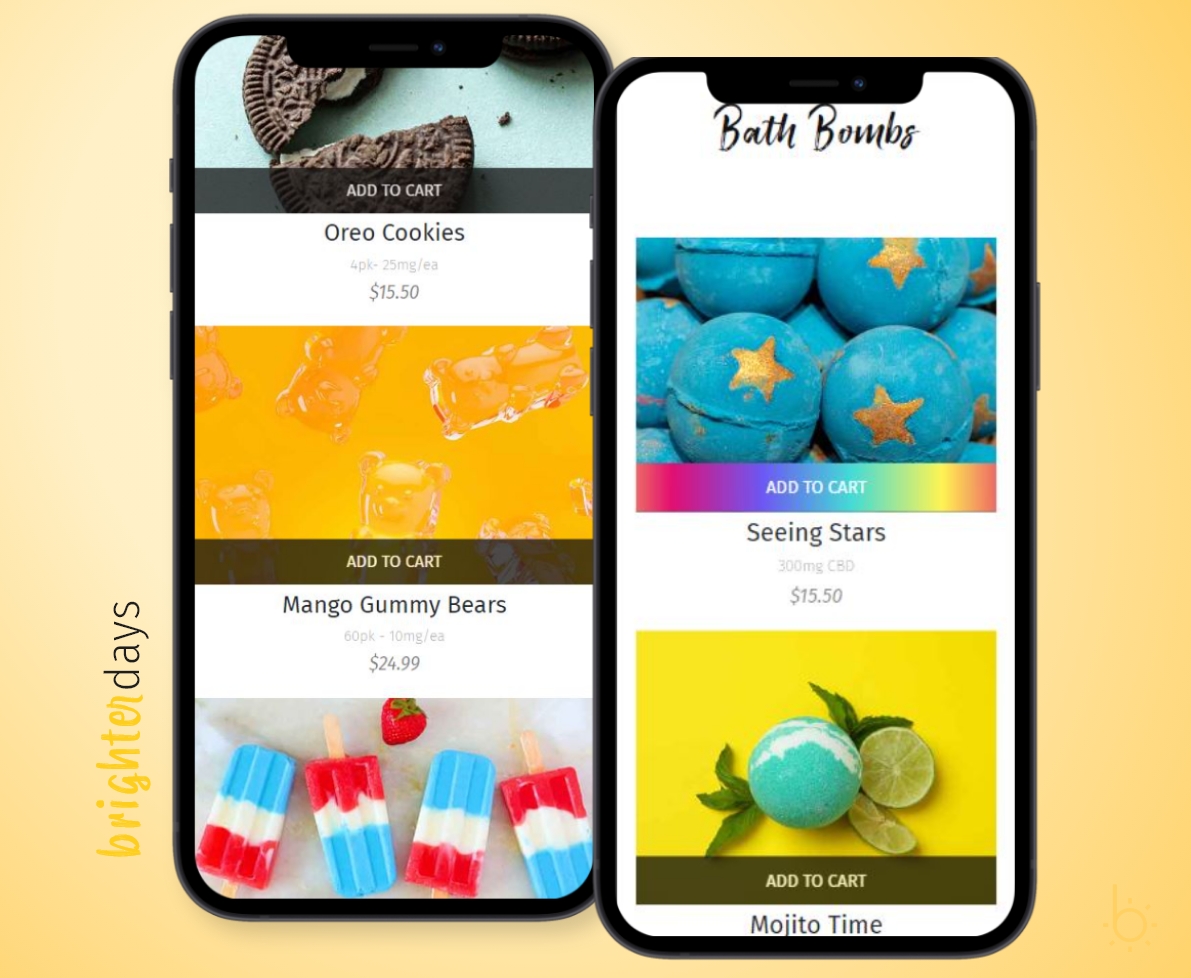 ADD TO CART
Oreo Cookies
4pk- 25mg/ea
$15.50
ADD TO CART
Mango Gummy Bears
60pk - 10mg/ea
$24.99
Bath Bombs
ADD TO CART
Seeing Stars
300mg CBD
$15.50
ADD TO CART
Mojito Time
brighterdays
b